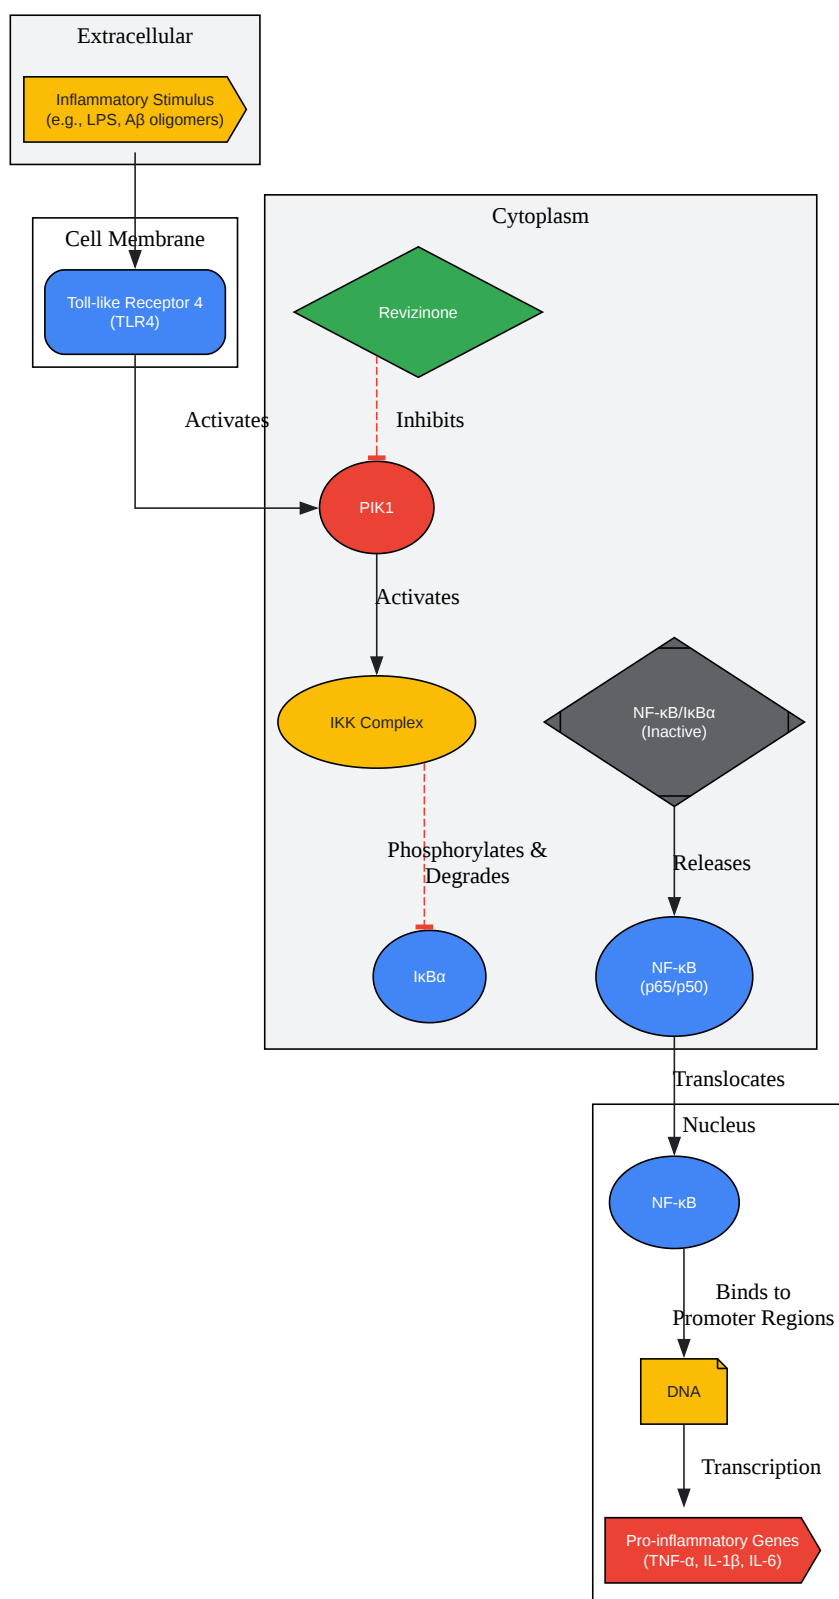 Extracellular
Inflammatory Stimulus
(e.g., LPS, Aβ oligomers)
Cell Membrane
Toll-like Receptor 4
(TLR4)
Cytoplasm
Revizinone
Activates
Inhibits
PIK1
Activates
IKK Complex
NF-κB/IκBα
(Inactive)
Phosphorylates &
Degrades
Releases
IκBα
NF-κB
(p65/p50)
Translocates
Nucleus
NF-κB
Binds to
Promoter Regions
DNA
Transcription
Pro-inflammatory Genes
(TNF-α, IL-1β, IL-6)